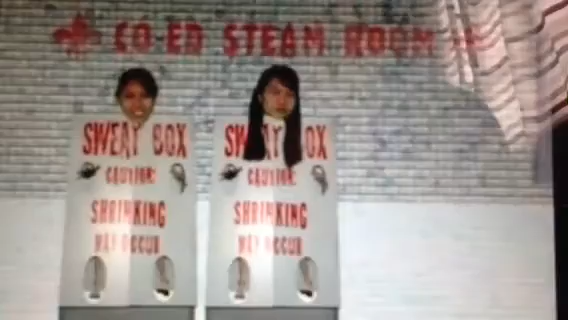 CO-ED STEAM ROOM
SWEAT BOX
CAUTION:
SHRINKING
MAY OCCUR
SWEAT BOX
CAUTION:
SHRINKING
MAY OCCUR